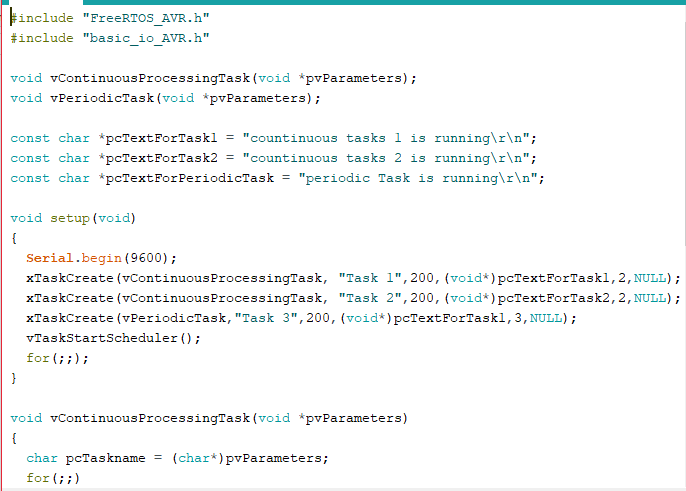 #include "FreeRTOS_AVR.h"
#include "basic_io_AVR.h"
void vContinuousProcessingTask(void *pvParameters);
void vPeriodicTask(void *pvParameters);
const char *pcTextForTask1 = "countinuous tasks 1 is running\r\n";
const char *pcTextForTask2 = "countinuous tasks 2 is running\r\n";
const char *pcTextForPeriodicTask = "periodic Task is running\r\n";
void setup(void)
{
  Serial.begin(9600);
  xTaskCreate(vContinuousProcessingTask, "Task 1",200,(void*)pcTextForTask1,2,NULL);
  xTaskCreate(vContinuousProcessingTask, "Task 2",200,(void*)pcTextForTask2,2,NULL);
  xTaskCreate(vPeriodicTask,"Task 3",200,(void*)pcTextForTask1,3,NULL);
  vTaskStartScheduler();
  for(;;);
}
void vContinuousProcessingTask(void *pvParameters)
{
  char pcTaskname = (char*)pvParameters;
  for(;;)